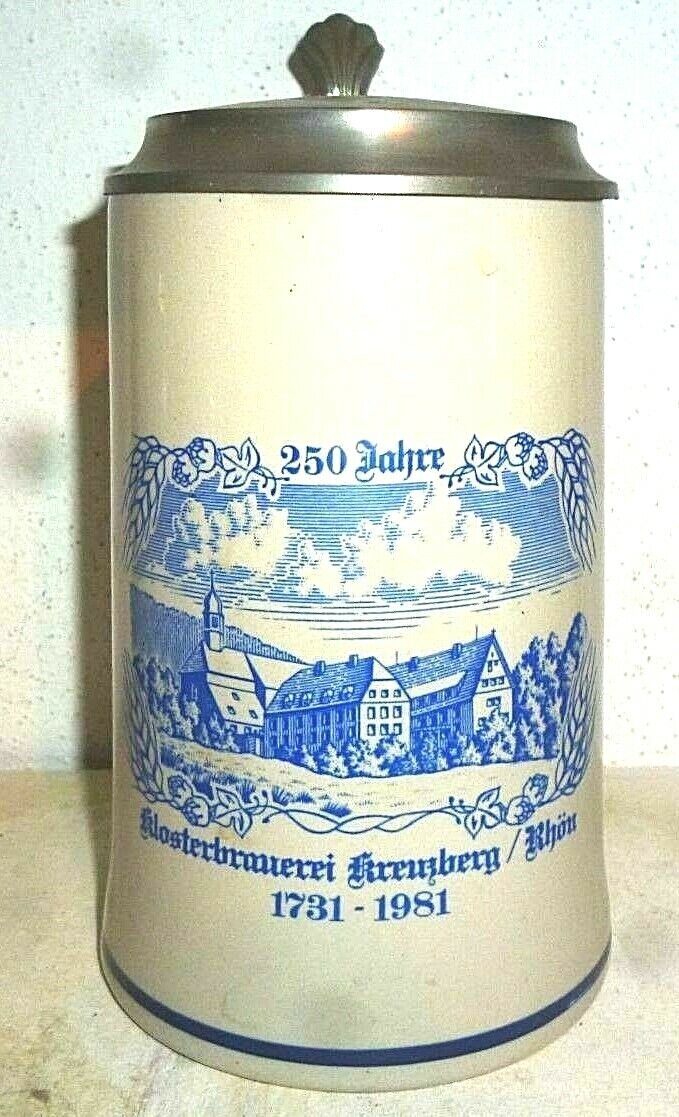 250 Jahre
Klosterbrauerei Kreuzberg / Rhön
1731 - 1981